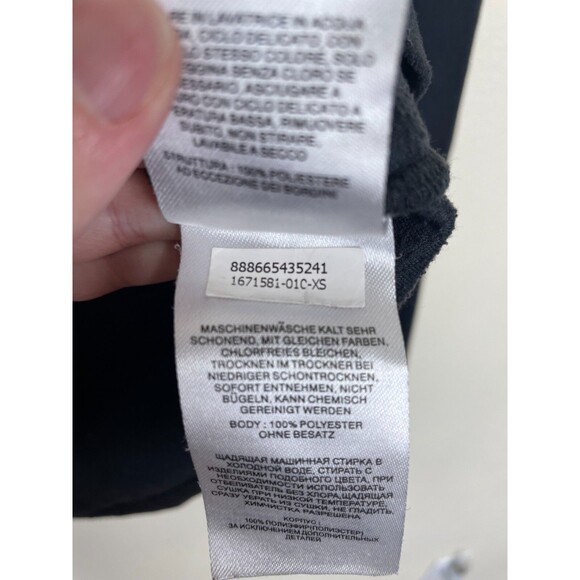 RE IN LAVATRICE IN ACQUA
CICLO DELICATO, CON
LO STESSO COLORE, SOLO
SENZA CLORO SE
ESSARIO, ASCIUGARE A
CON CICLO DELICATO A
ERATURA BASSA, RIMUOVERE
SUBITO, NON STIRARE,
LAVABILE A SECCO
STRUTTURA : 100% POLIESTERE
AD ECCEZIONE DEI BORDINI
888665435241
1671581-010-XS
MASCHINENWÄSCHE KALT SEHR
SCHONEND, MIT GLEICHEN FARBEN,
CHLORFREIES BLEICHEN,
TROCKNEN IM TROCKNER BEI
NIEDRIGER SCHONTROCKNEN,
SOFORT ENTNEHMEN, NICHT
BÜGELN, KANN CHEMISCH
GEREINIGT WERDEN
BODY : 100% POLYESTER
OHNE BESATZ
ЩАДЯЩАЯ МАШИННАЯ СТИРКА В
ХОЛОДНОЙ ВОДЕ, СТИРАТЬ С
ИЗДЕЛИЯМИ ПОДОБНОГО ЦВЕТА, ПРИ
НЕОБХОДИМОСТИ ИСПОЛЬЗОВАТЬ
ОТБЕЛИВАТЕЛЬ БЕЗ ХЛОРА, ЩАДЯЩАЯ
СУШКА ПРИ НИЗКОЙ ТЕМПЕРАТУРЕ,
СРАЗУ УБРАТЬ ИЗ СУШКИ, НЕ ГЛАДИТЬ,
ХИМЧИСТКА РАЗРЕШЕНА
КОРПУС :
100% ПОЛИЭФИР(ПОЛИЭСТЕР)
ЗА ИСКЛЮЧЕНИЕМ ДОПОЛНИТЕЛЬНЫХ
ДЕТАЛЕЙ